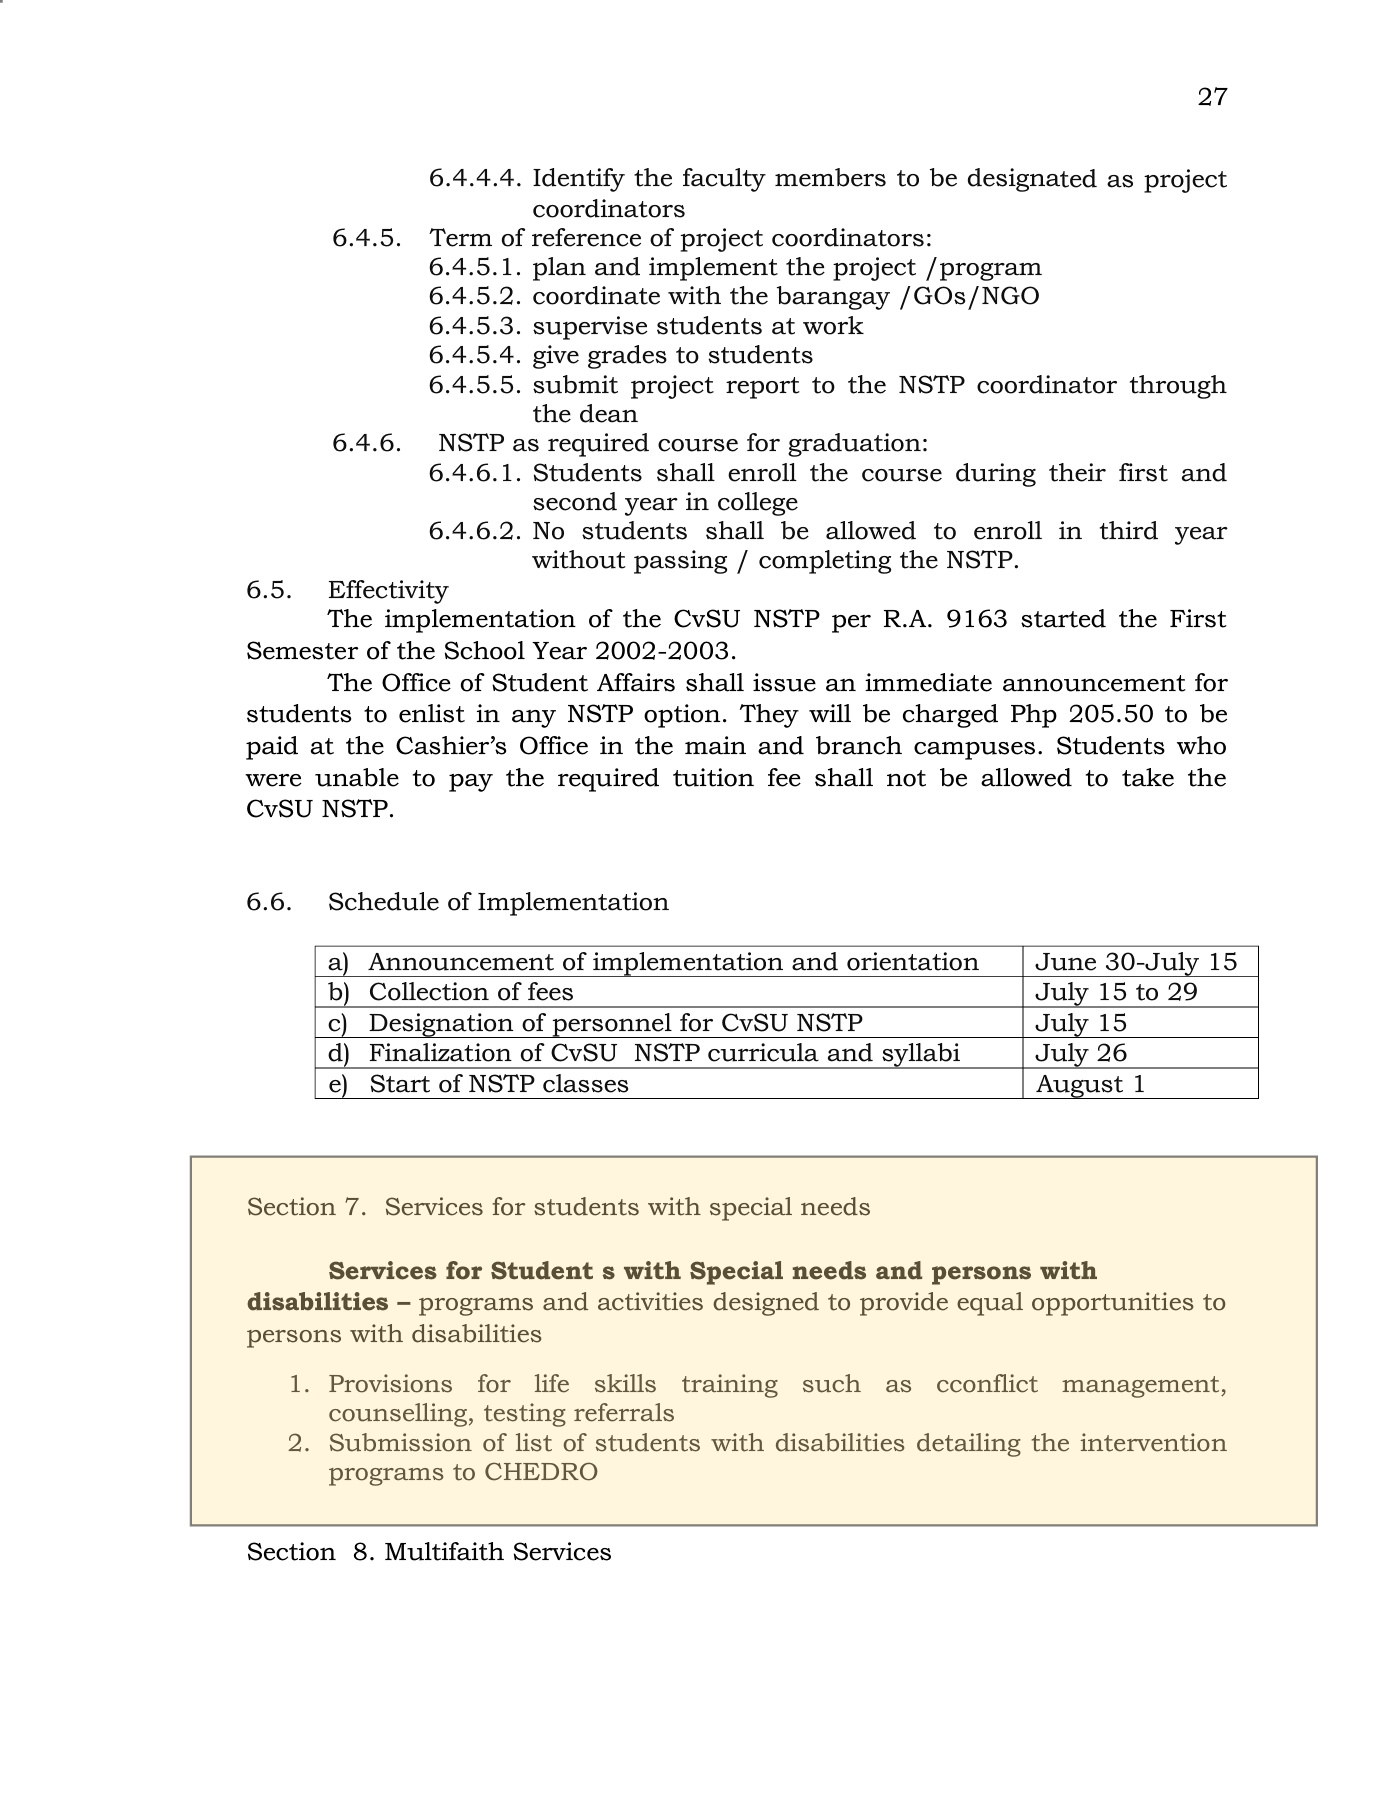 27
6.4.4.4. Identify the faculty members to be designated as project
coordinators
6.4.5. Term of reference of project coordinators:
6.4.5.1. plan and implement the project /program
6.4.5.2. coordinate with the barangay /GOs/NGO
6.4.5.3. supervise students at work
6.4.5.4. give grades to students
6.4.5.5. submit project report to the NSTP coordinator through
the dean
6.4.6. NSTP as required course for graduation:
6.4.6.1. Students shall enroll the course during their first and
second year in college
6.4.6.2. No students shall be allowed to enroll in third year
without passing / completing the NSTP.
6.5. Effectivity
The implementation of the CvSU NSTP per R.A. 9163 started the First
Semester of the School Year 2002-2003.
The Office of Student Affairs shall issue an immediate announcement for
students to enlist in any NSTP option. They will be charged Php 205.50 to be
paid at the Cashier’s Office in the main and branch campuses. Students who
were unable to pay the required tuition fee shall not be allowed to take the
CvSU NSTP.
6.6. Schedule of Implementation
a) Announcement of implementation and orientation June 30-July 15
b) Collection of fees July 15 to 29
c) Designation of personnel for CvSU NSTP July 15
d) Finalization of CvSU NSTP curricula and syllabi July 26
e) Start of NSTP classes August 1
Section 7. Services for students with special needs
Services for Student s with Special needs and persons with
disabilities – programs and activities designed to provide equal opportunities to
persons with disabilities
1. Provisions for life skills training such as cconflict management,
counselling, testing referrals
2. Submission of list of students with disabilities detailing the intervention
programs to CHEDRO
Section 8. Multifaith Services